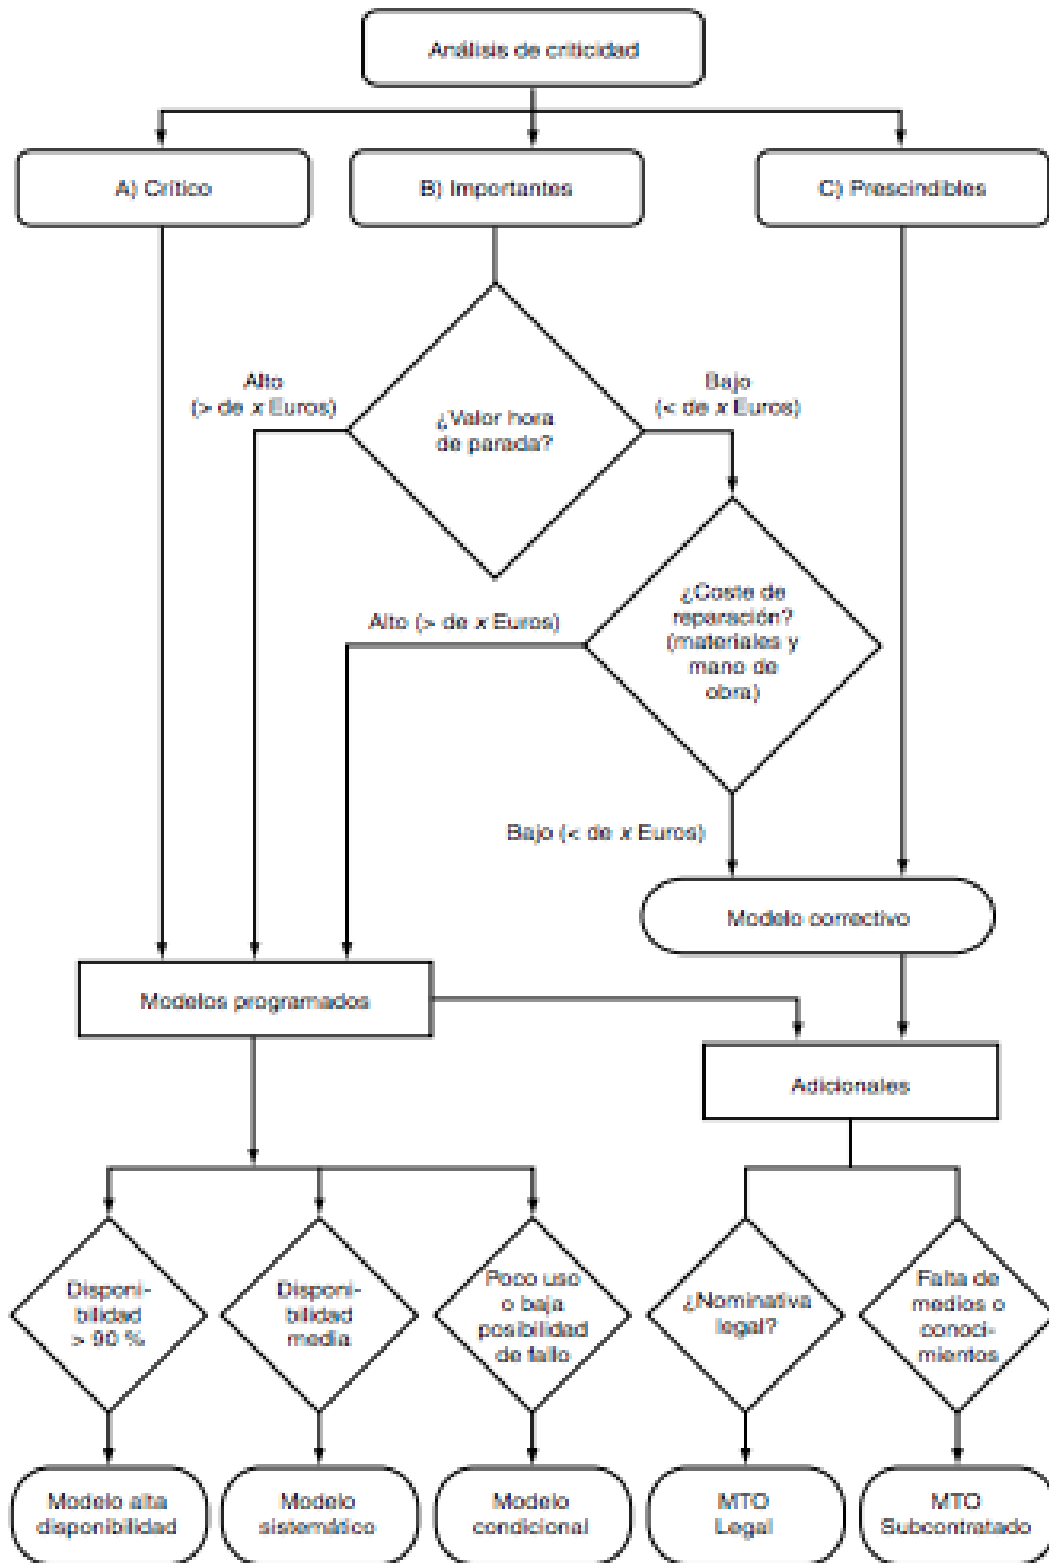 Análisis de criticidad
A) Crítico
B) Importantes
C) Prescindibles
Alto
(> de x Euros)
¿Valor hora
de parada?
Bajo
(< de x Euros)
Alto (> de x Euros)
¿Coste de
reparación?
(materiales y
mano de
obra)
Bajo (< de x Euros)
Modelo correctivo
Modelos programados
Adicionales
Disponi-
bilidad
> 90 %
Disponi-
bilidad
media
Poco uso
o baja
posibilidad
de fallo
¿Nominativa
legal?
Falta de
medios o
conoci-
mientos
Modelo alta
disponibilidad
Modelo
sistemático
Modelo
condicional
MTO
Legal
MTO
Subcontratado